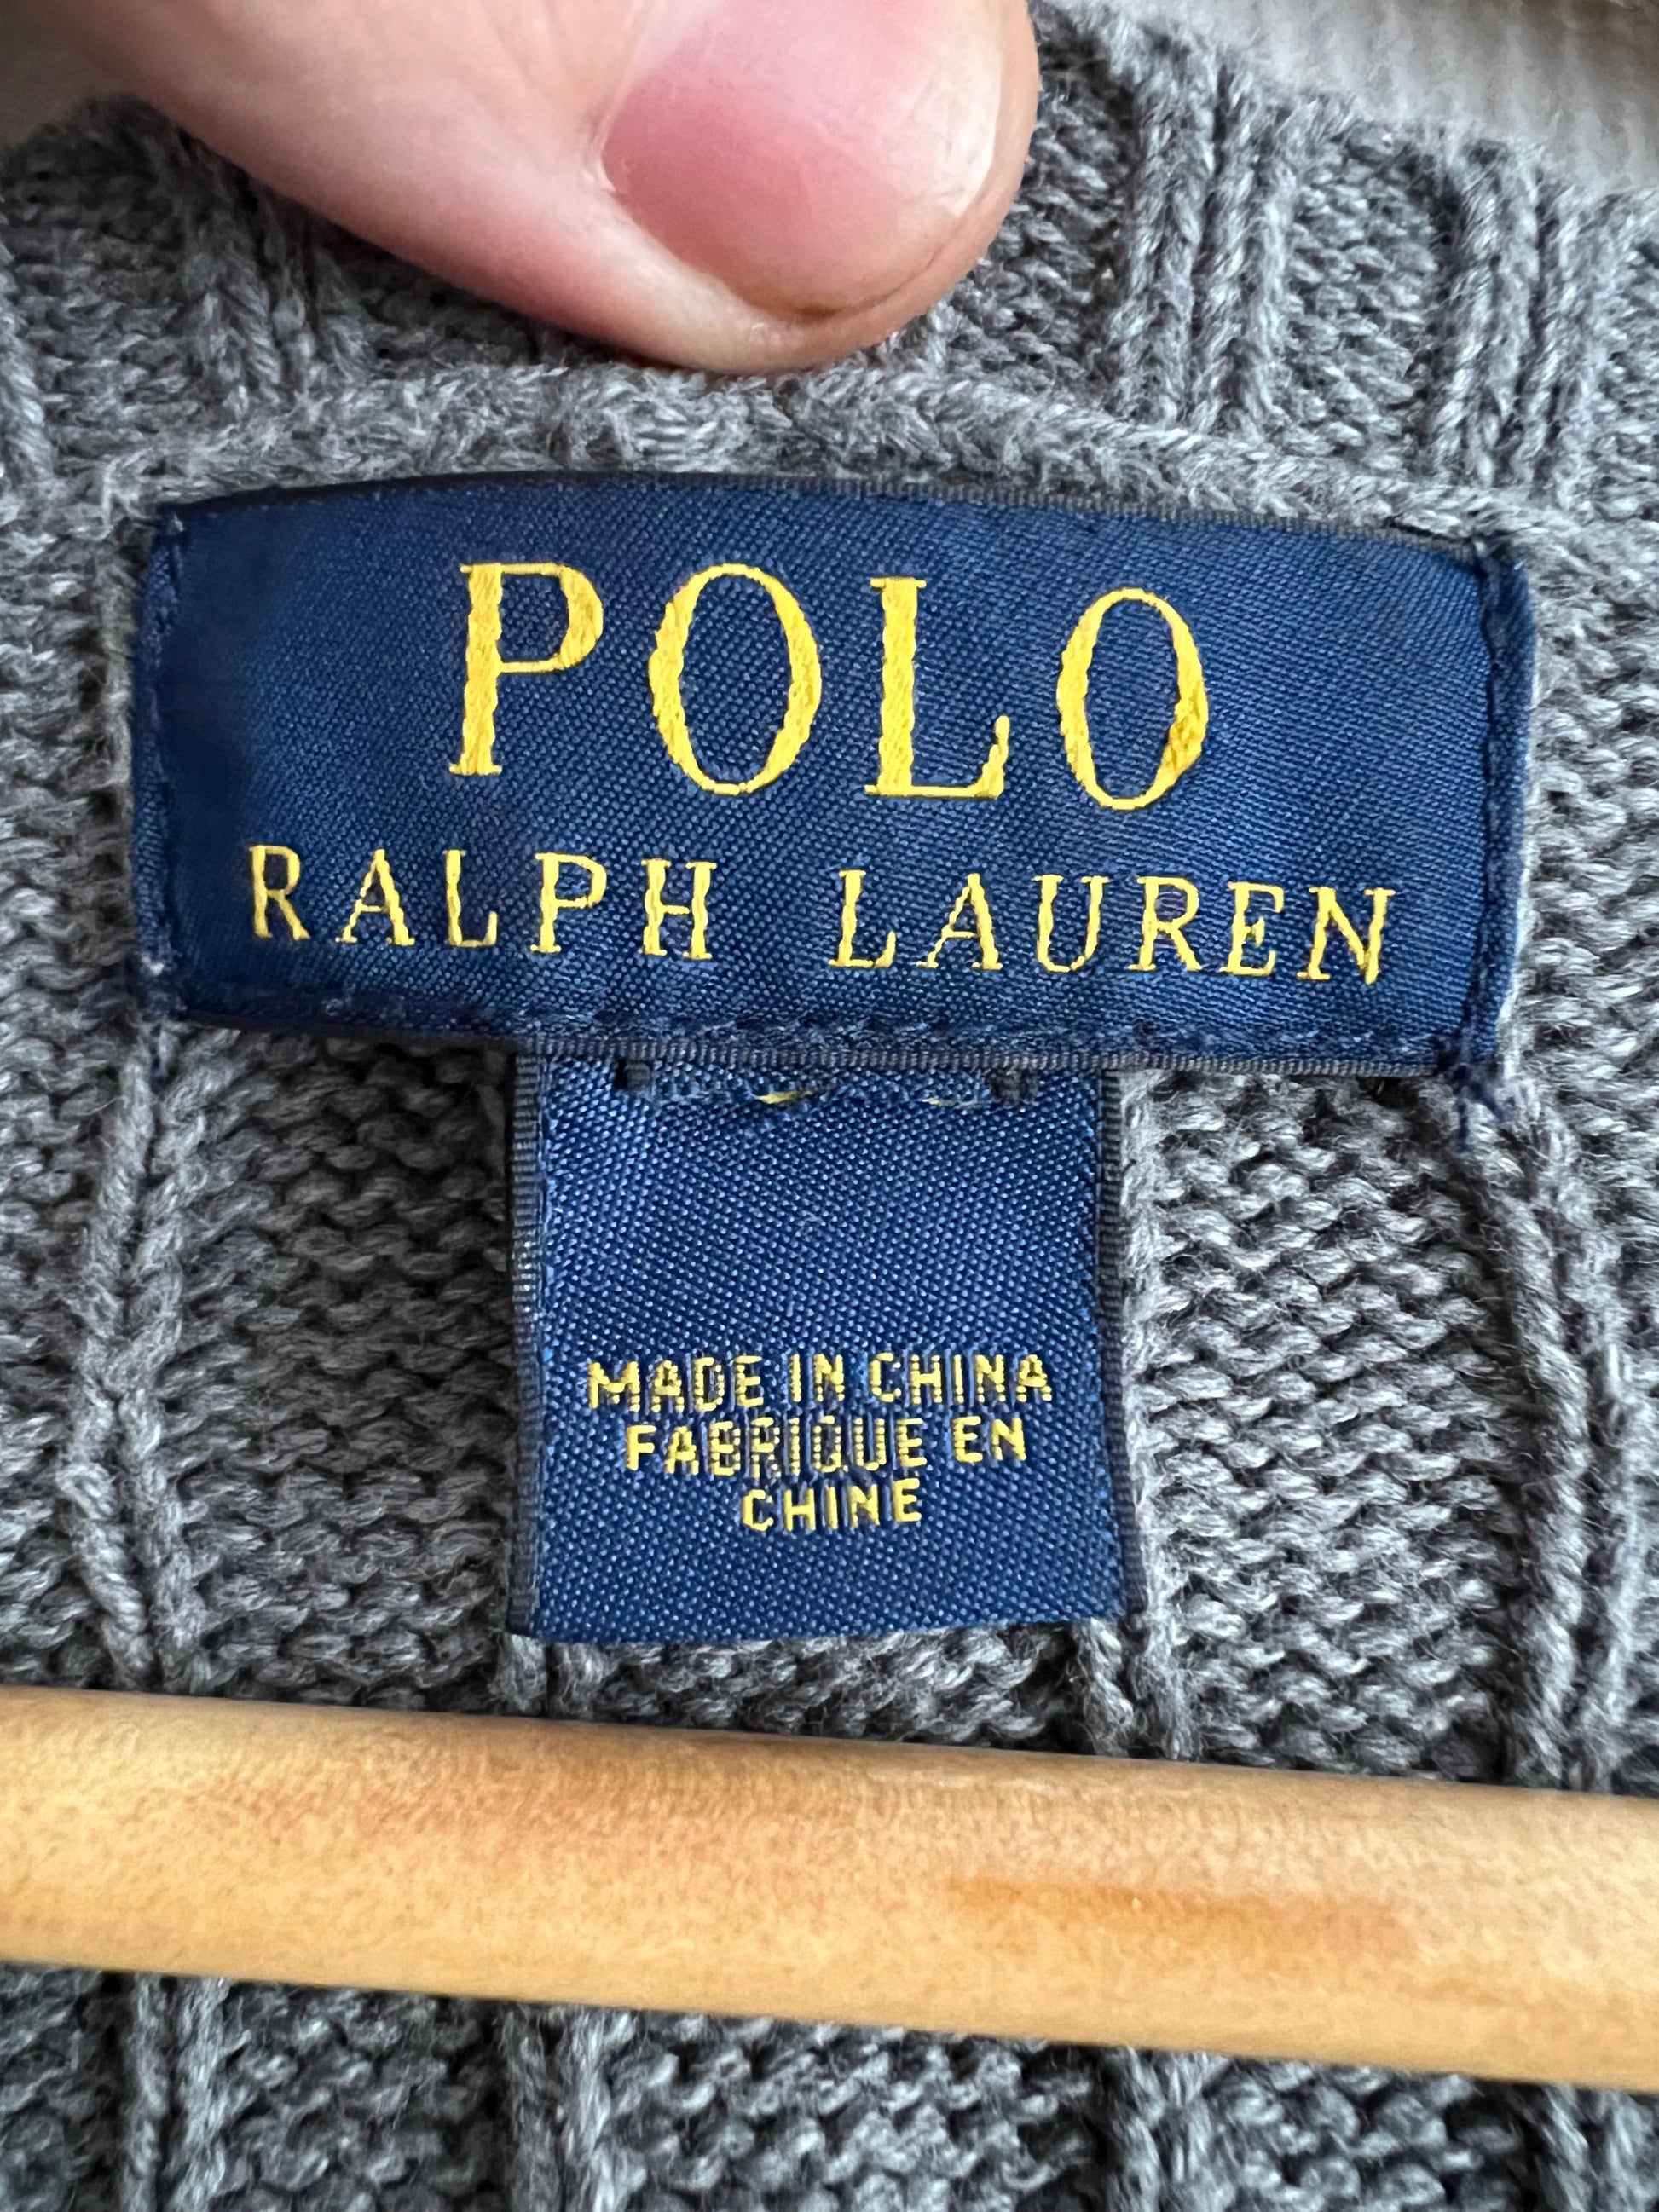 POLO
RALPH LAUREN
MADE IN CHINA
FABRIQUE EN
CHINE